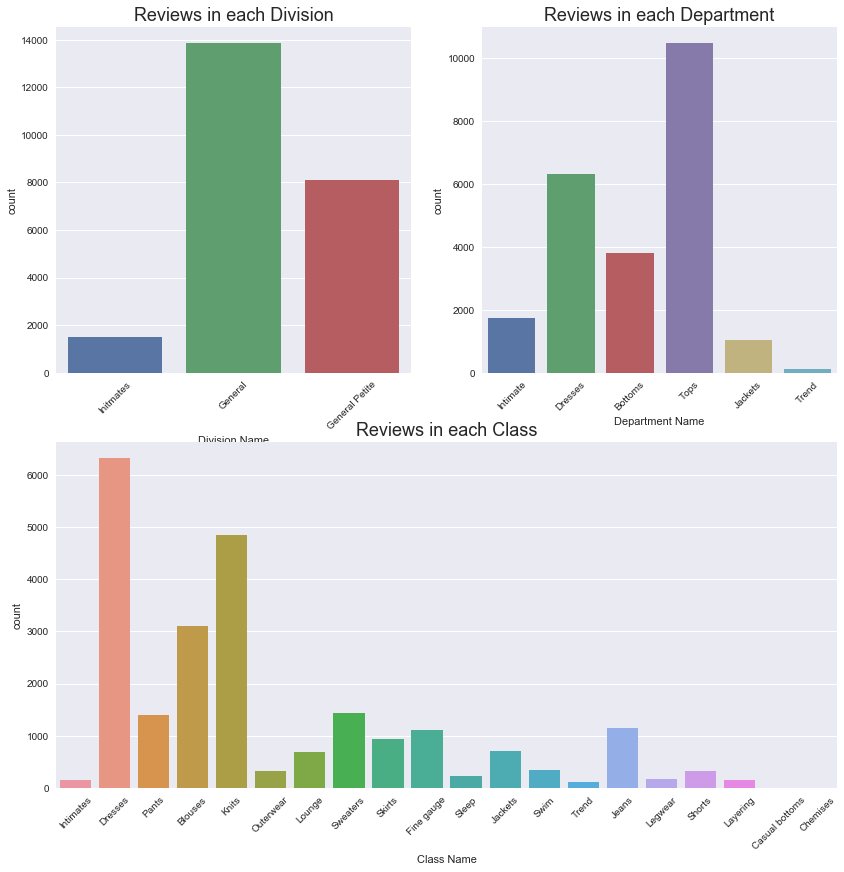 Reviews in each Division
14000
12000
10000
8000
6000
4000
2000
0
count
Initmates
General
General Petite
Division Name
Reviews in each Department
10000
8000
6000
4000
2000
0
count
Intimate
Dresses
Bottoms
Tops
Jackets
Trend
Department Name
Reviews in each Class
6000
5000
4000
3000
2000
1000
0
count
Intimates
Dresses
Pants
Blouses
Knits
Outerwear
Lounge
Sweaters
Skirts
Fine gauge
Sleep
Jackets
Swim
Trend
Jeans
Legwear
Shorts
Layering
Casual bottoms
Chemises
Class Name